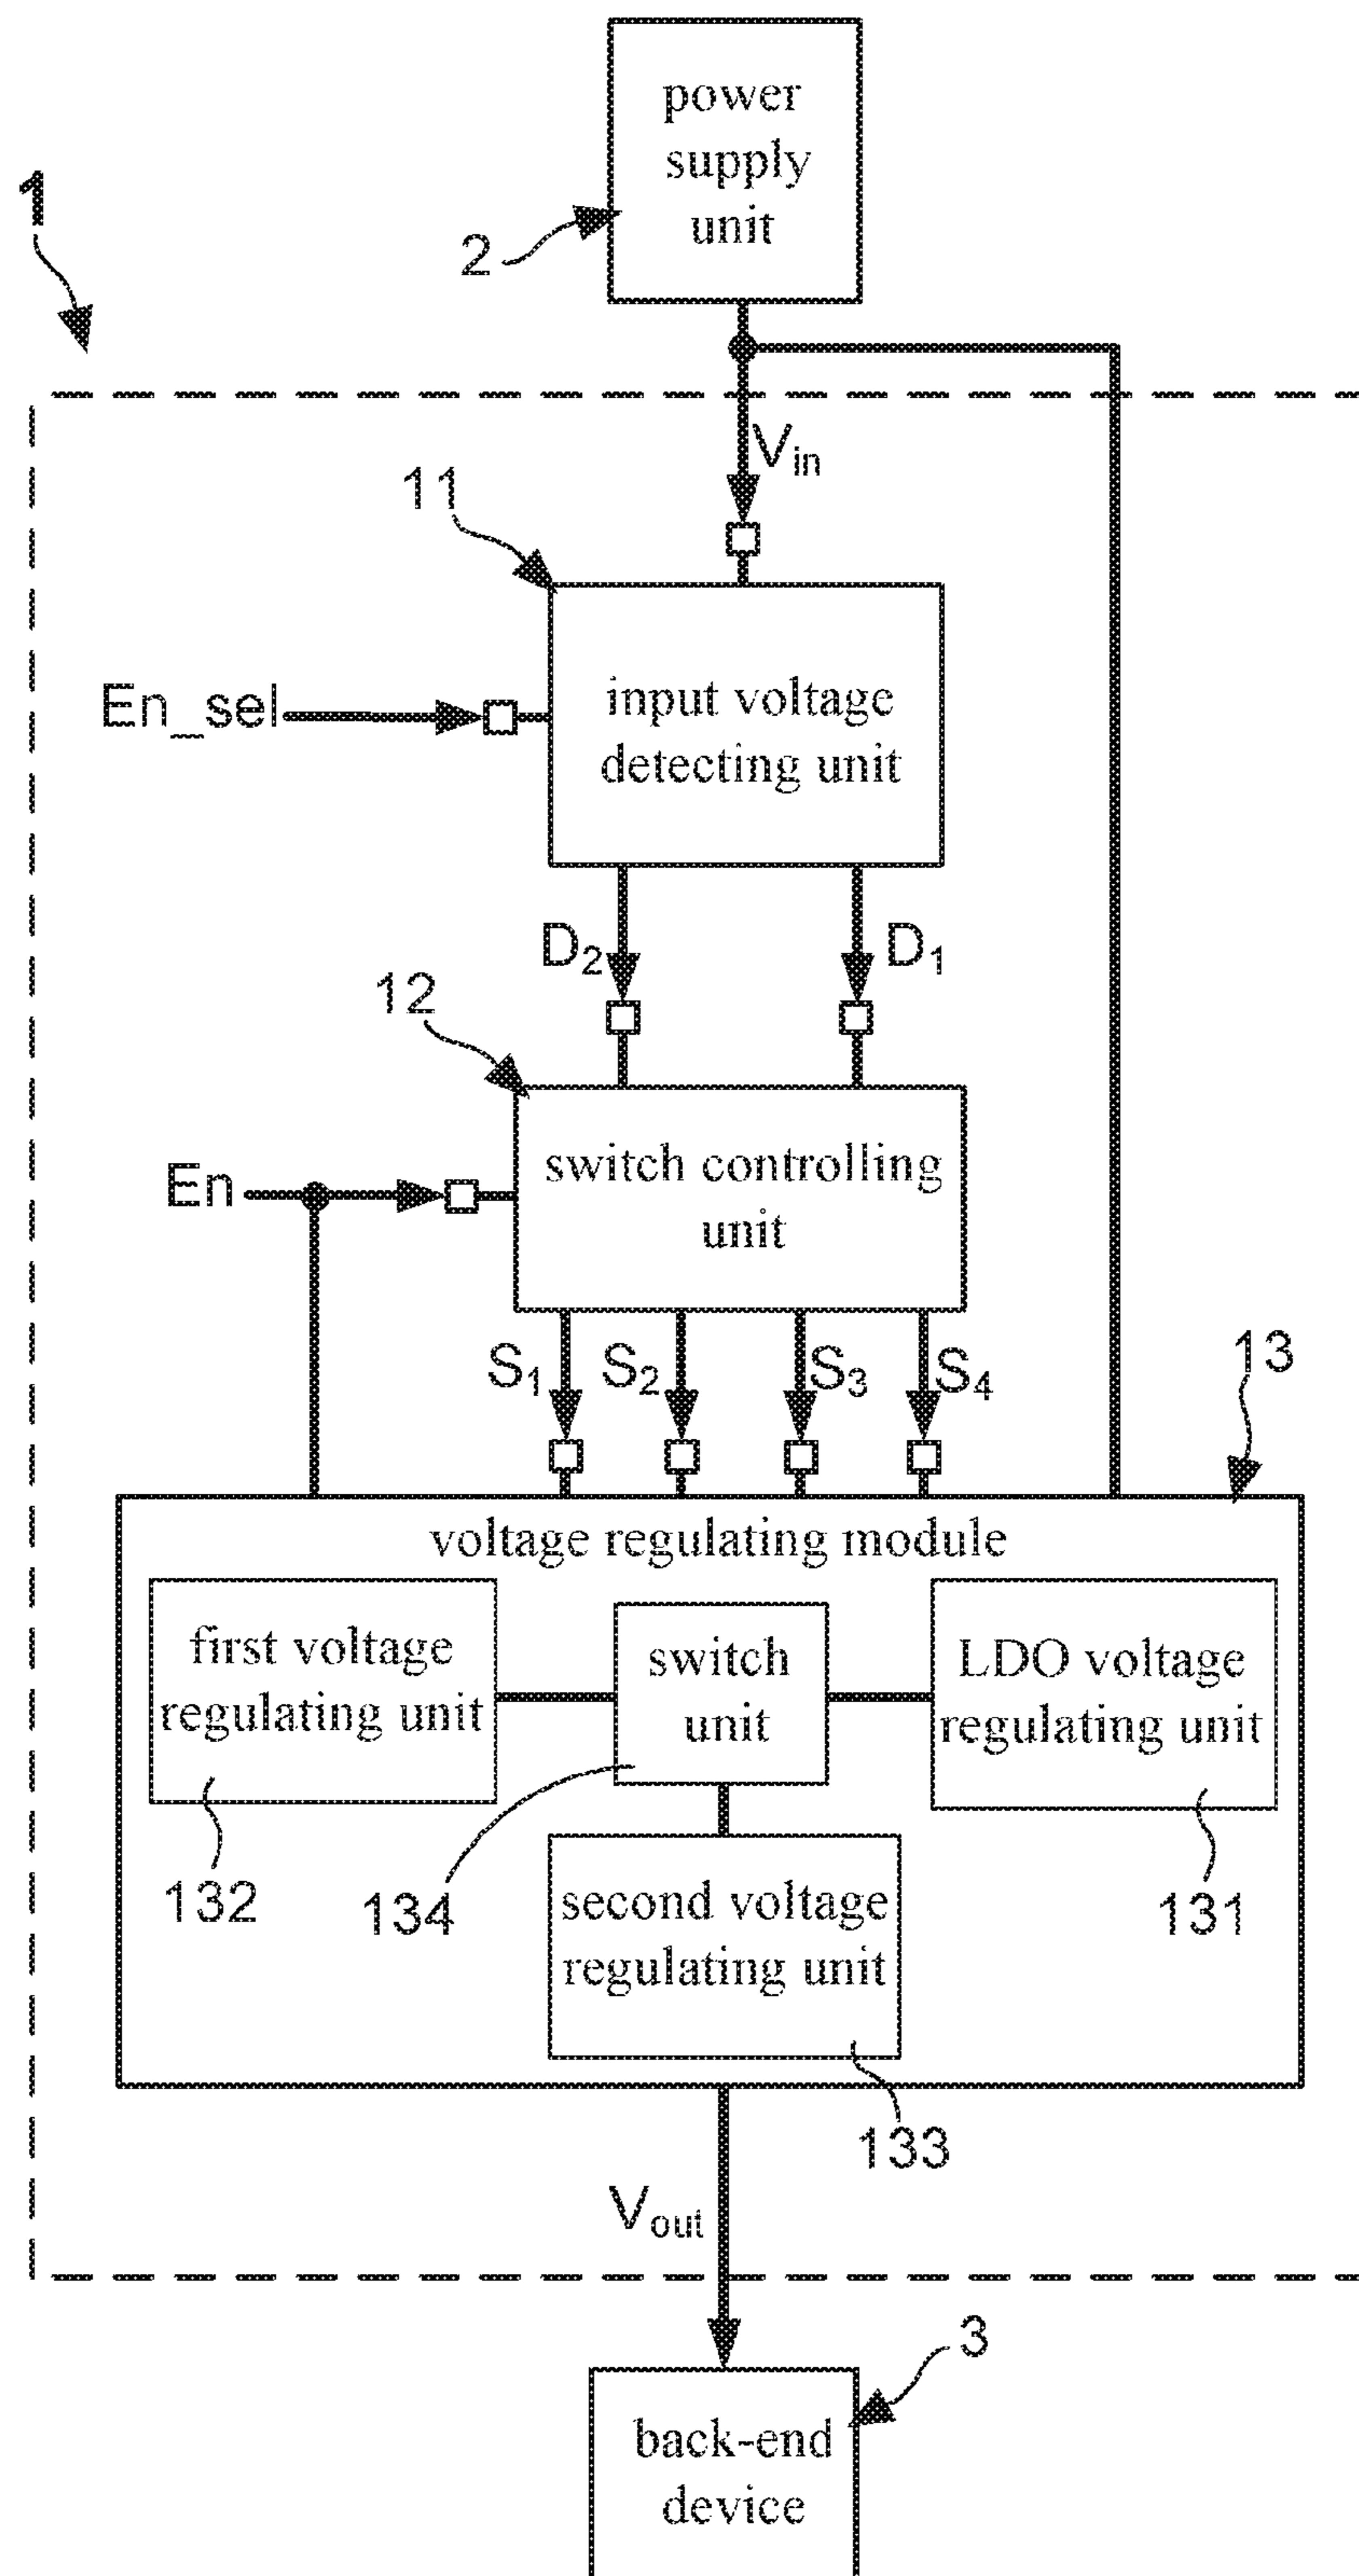 power
supply
unit
1
2
V_in
11
En_sel
input voltage
detecting unit
D₂
D₁
12
En
switch controlling
unit
S₁
S₂
S₃
S₄
13
voltage regulating module
first voltage
regulating unit
switch
unit
LDO voltage
regulating unit
132
134
131
second voltage
regulating unit
133
V_out
3
back-end
device